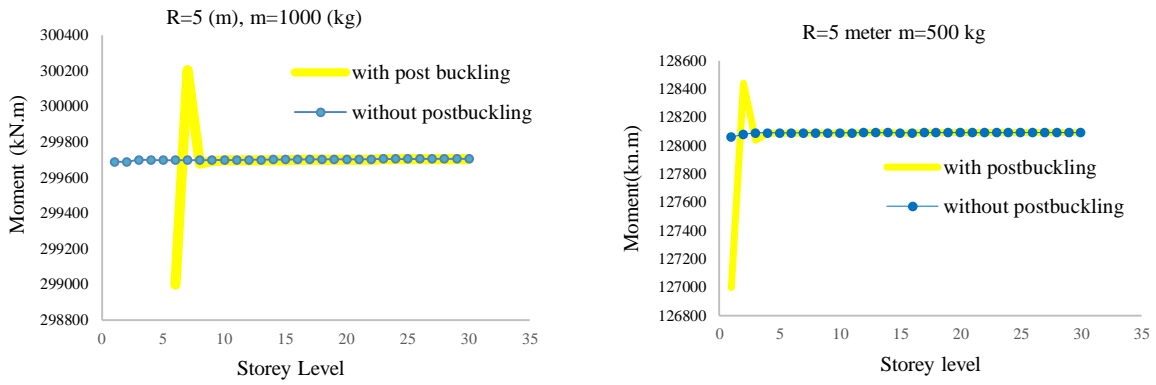 R=5 (m), m=1000 (kg)
300400
300200
300000
299800
299600
299400
299200
299000
298800
Moment (kN.m)
with post buckling
without postbuckling
0 5 10 15 20 25 30 35
Storey Level
R=5 meter m=500 kg
128600
128400
128200
128000
127800
127600
127400
127200
127000
126800
Moment(kn.m)
with postbuckling
without postbuckling
0 5 10 15 20 25 30 35
Storey level